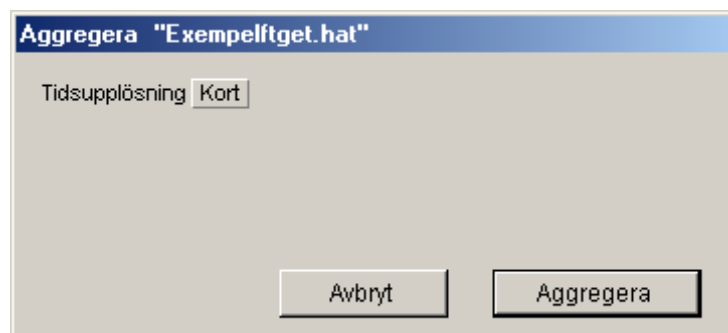 Aggregera "Exempelftget.hat"
Tidsupplösning Kort
Avbryt Aggregera